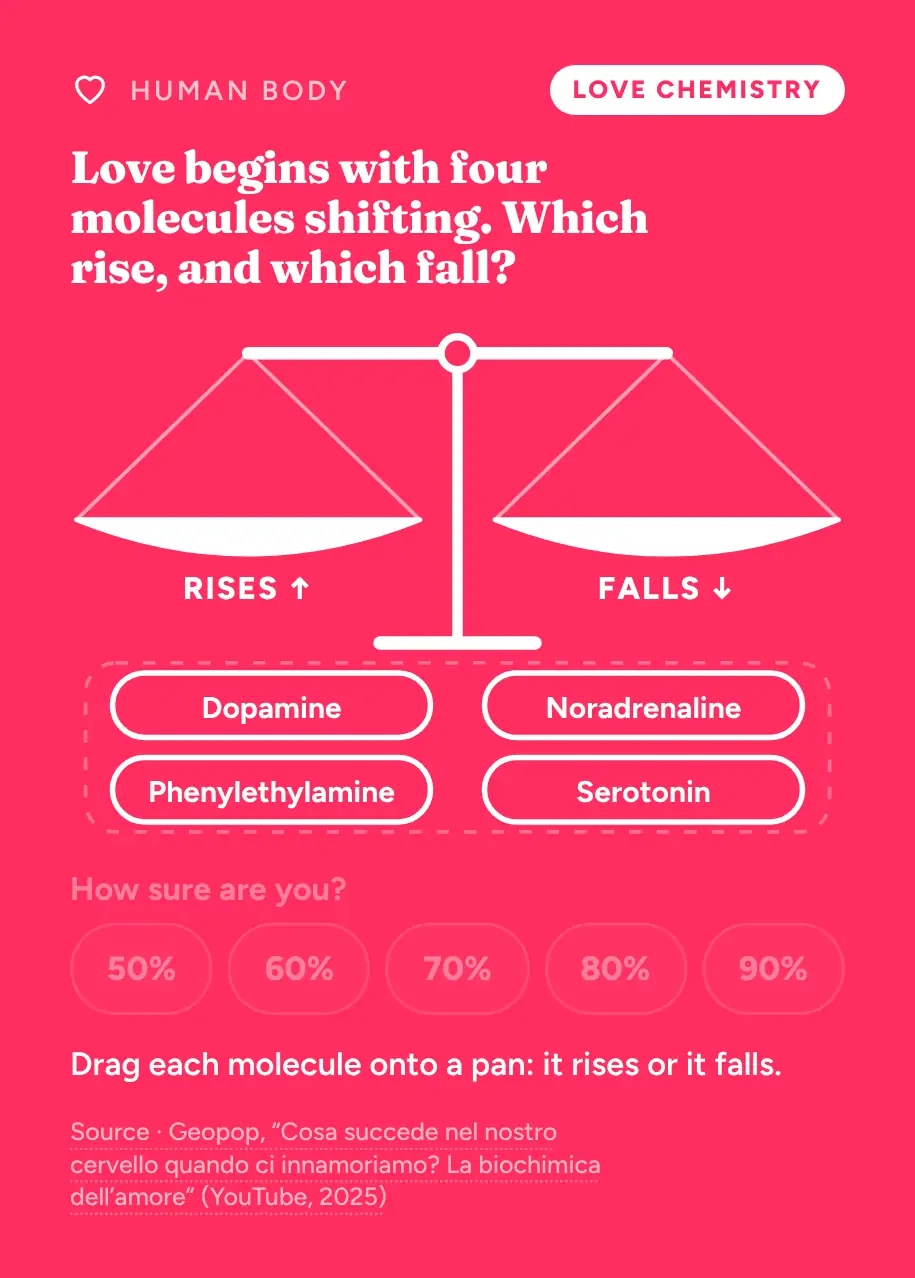 HUMAN BODY
LOVE CHEMISTRY
Love begins with four
molecules shifting. Which
rise, and which fall?
RISES ↑
FALLS ↓
Dopamine
Noradrenaline
Phenylethylamine
Serotonin
How sure are you?
50%
60%
70%
80%
90%
Drag each molecule onto a pan: it rises or it falls.
Source · Geopop, “Cosa succede nel nostro
cervello quando ci innamoriamo? La biochimica
dell’amore” (YouTube, 2025)